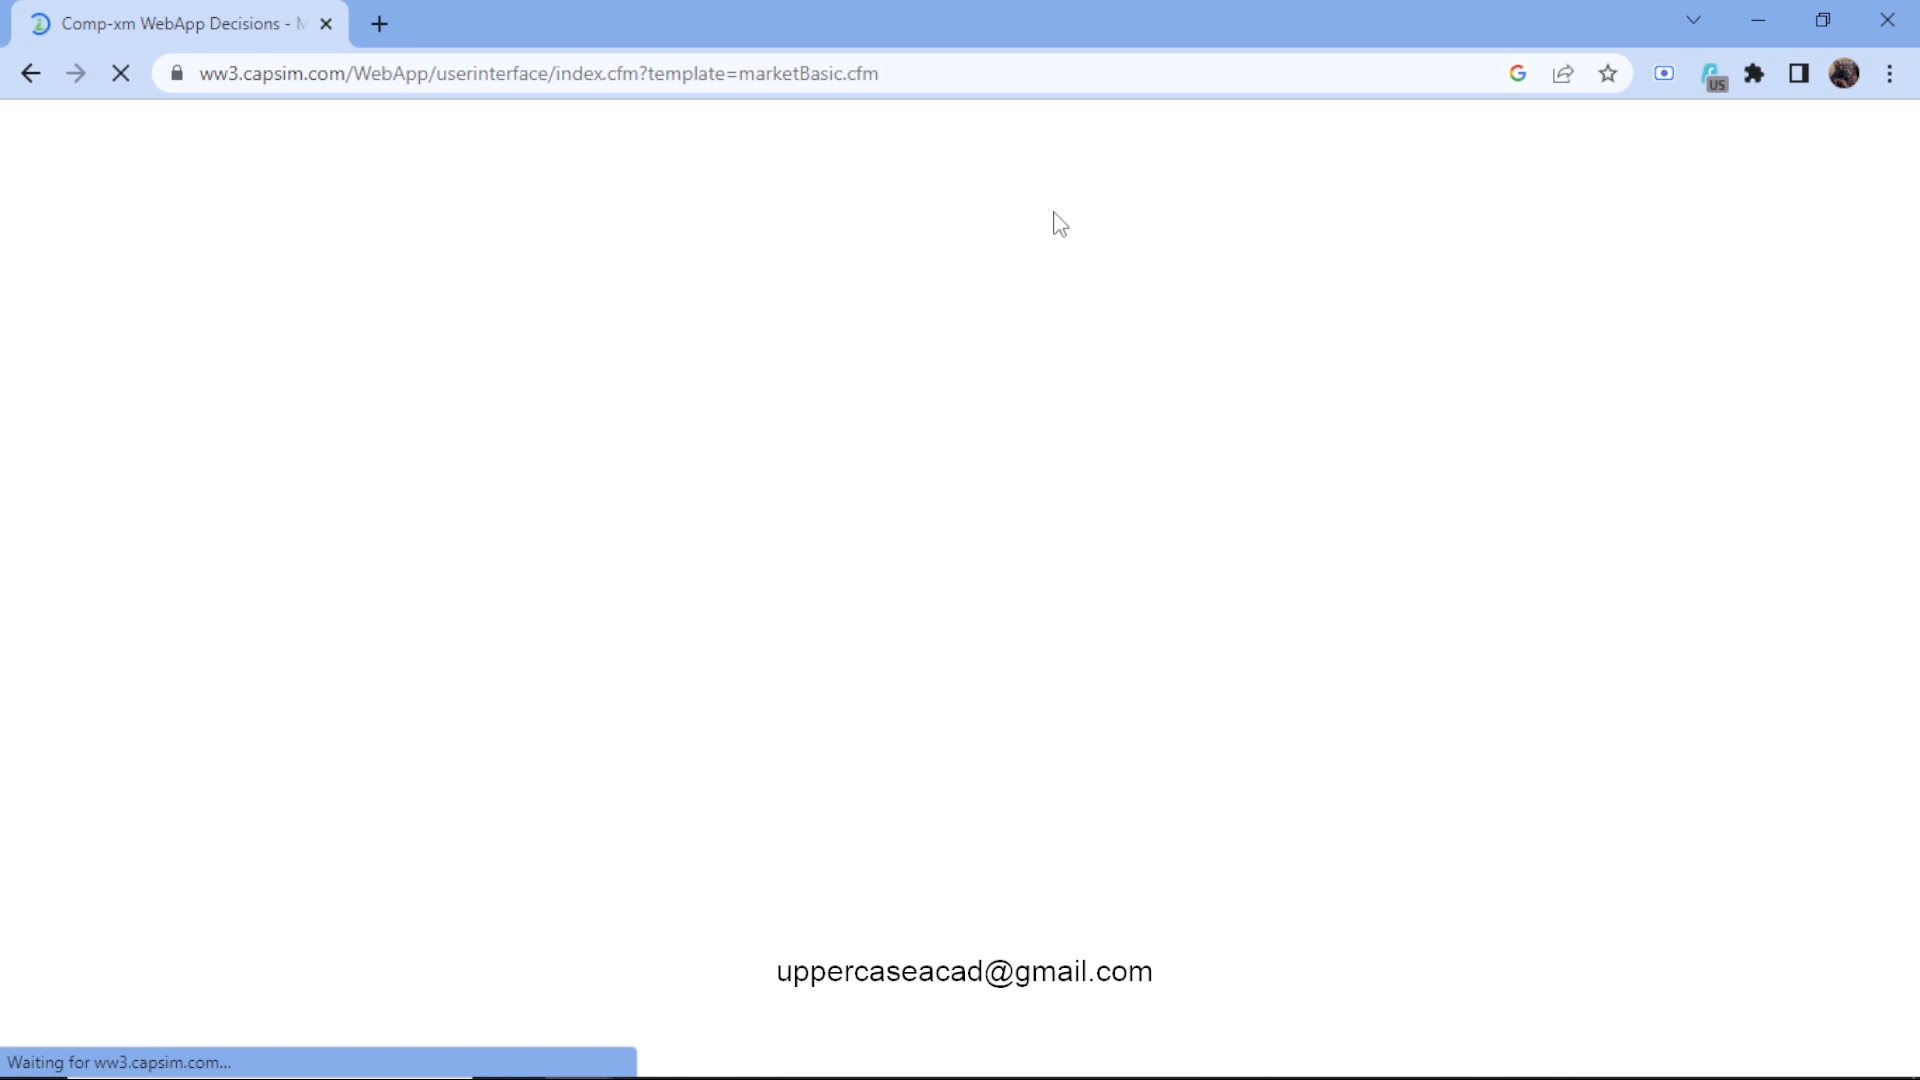 Comp-xm WebApp Decisions - M
ww3.capsim.com/WebApp/userinterface/index.cfm?template=marketBasic.cfm
US
uppercaseacad@gmail.com
Waiting for ww3.capsim.com...